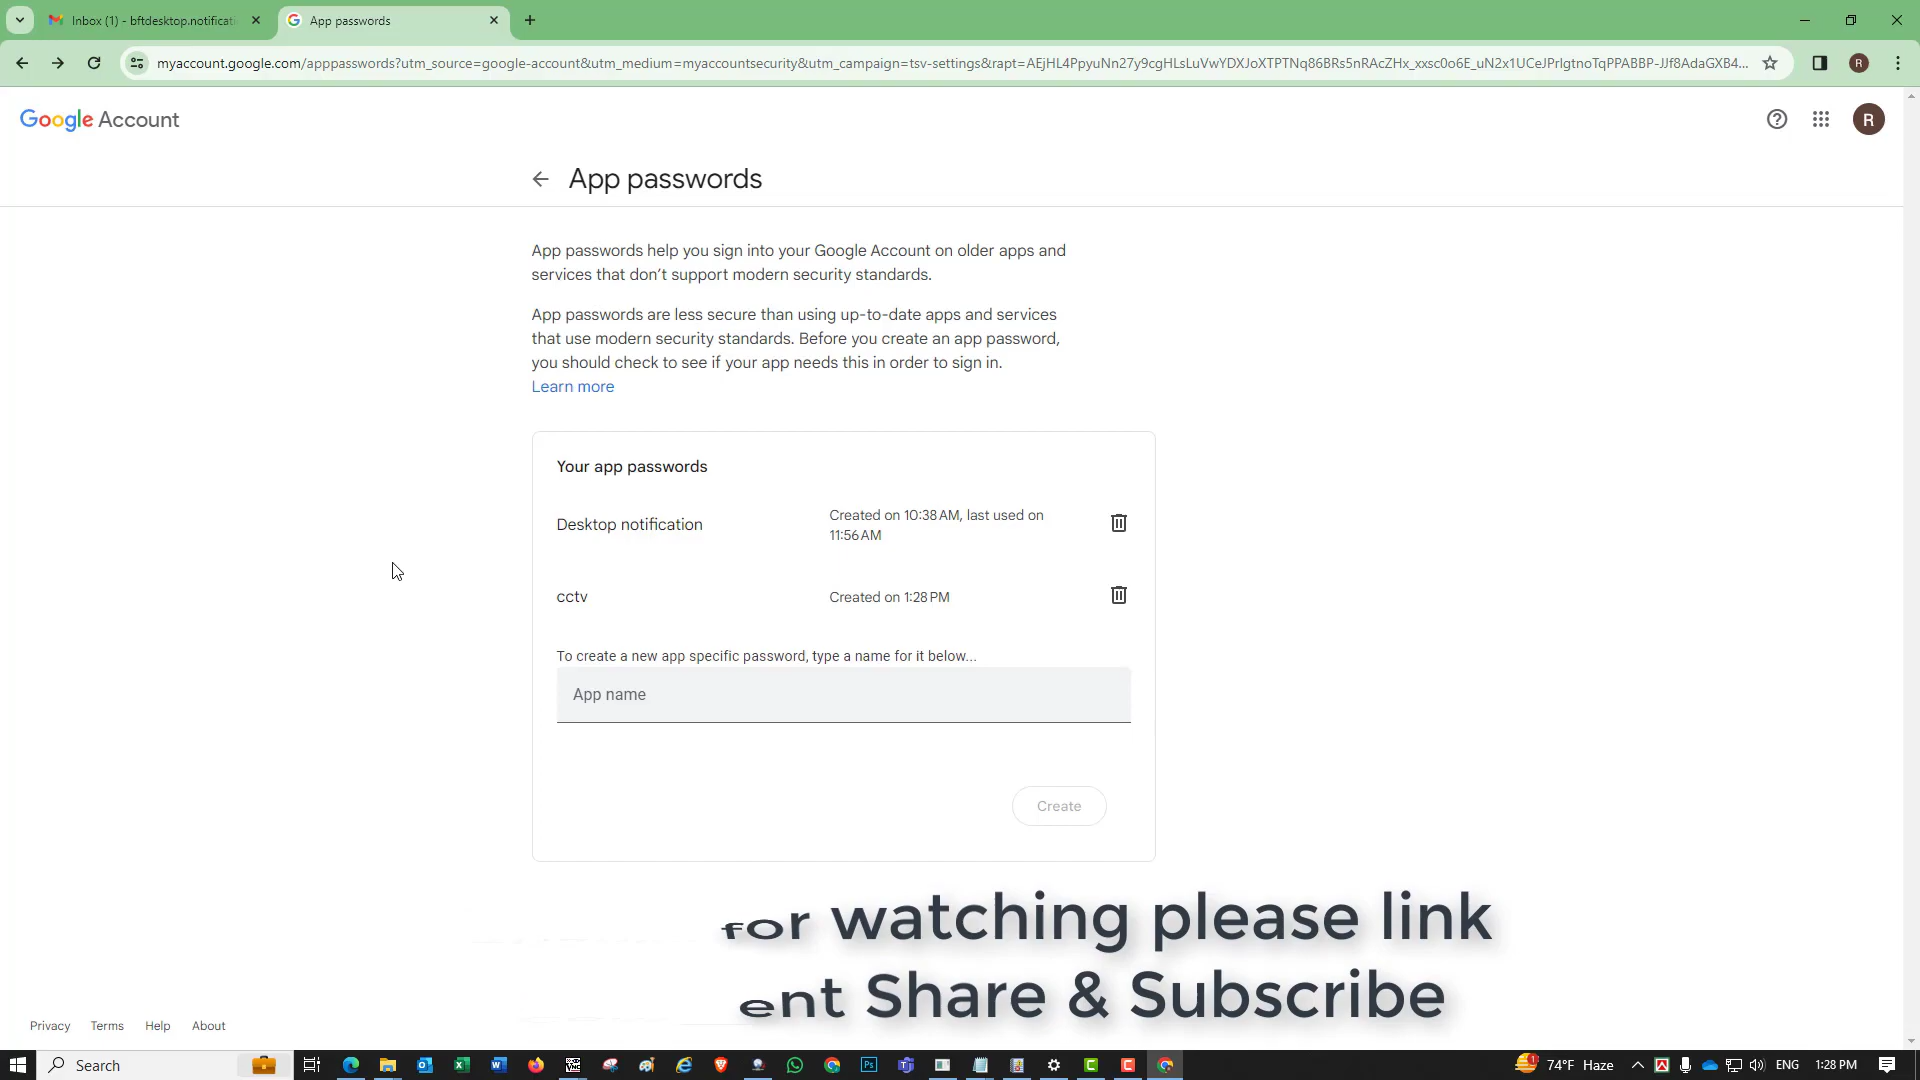 Inbox (1) - bftdesktop.notificati
App passwords
myaccount.google.com/apppasswords?utm_source=google-account&utm_medium=myaccountsecurity&utm_campaign=tsv-settings&rapt=AEjHL4PpyuNn27y9cgHLsLuVwYDXJoXTPTNq86BRs5nRAcZHx_xxsc0o6E_uN2x1UCeJPrlgtnoTqPPABBP-JJf8AdaGXB4...
R
Google Account
R
App passwords
App passwords help you sign into your Google Account on older apps and
services that don’t support modern security standards.
App passwords are less secure than using up-to-date apps and services
that use modern security standards. Before you create an app password,
you should check to see if your app needs this in order to sign in.
Learn more
Your app passwords
Desktop notification
Created on 10:38 AM, last used on
11:56 AM
cctv
Created on 1:28 PM
To create a new app specific password, type a name for it below...
App name
Create
for watching please link
ent Share & Subscribe
Privacy Terms Help About
Search
74°F Haze
ENG
1:28 PM